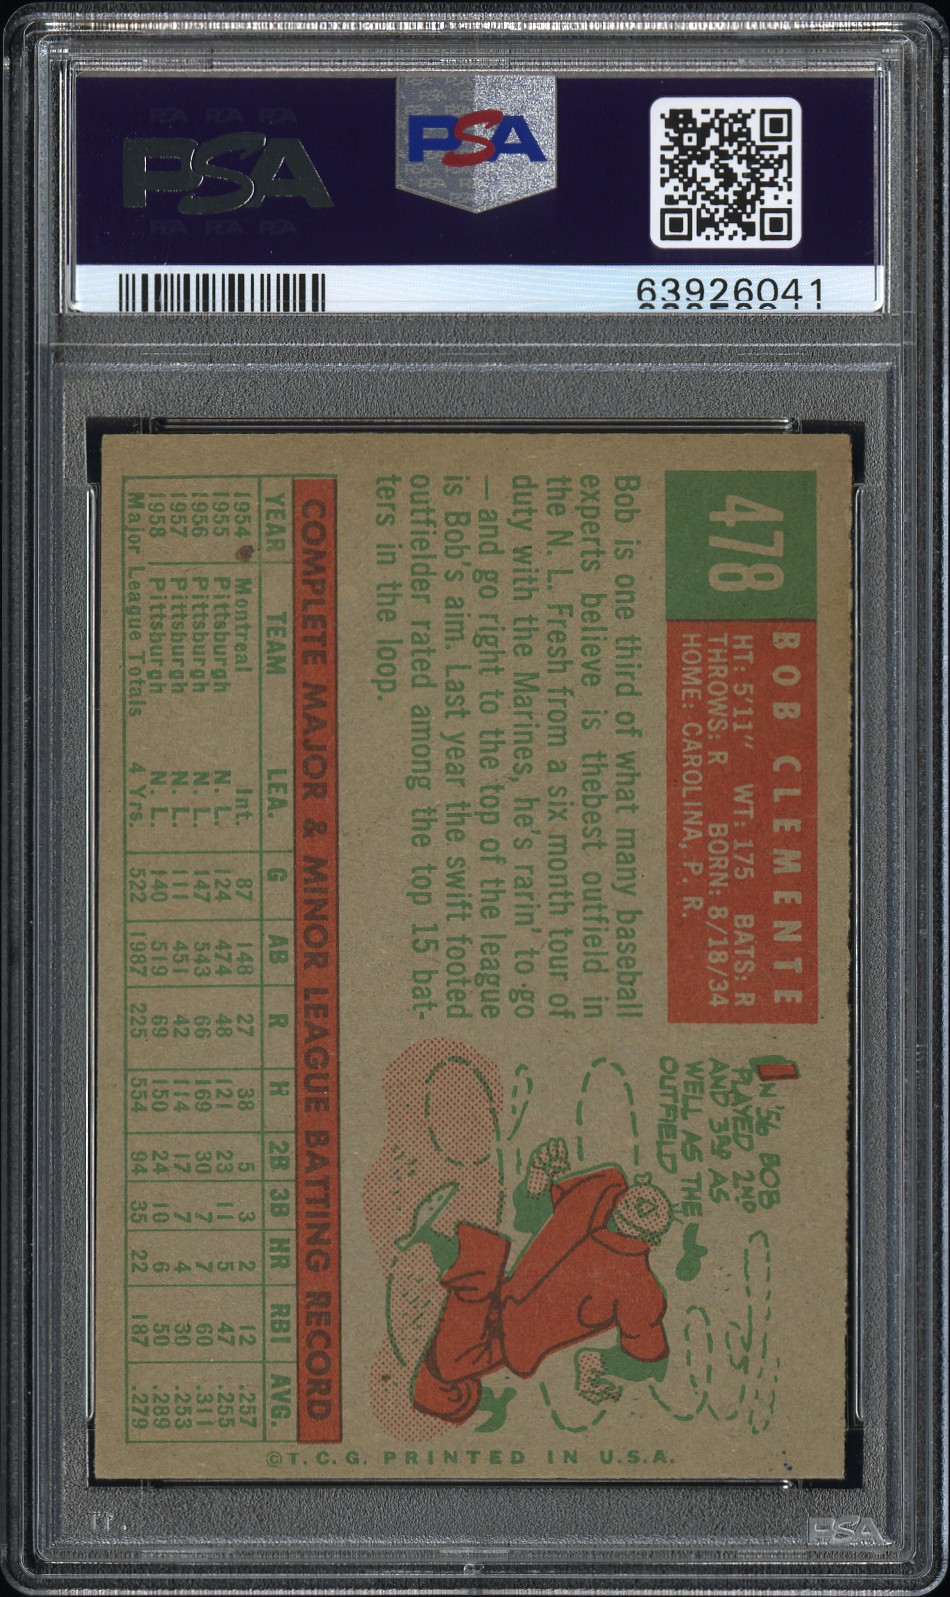 PSA
PSA
63926041
478
BOB CLEMENTE
HT: 5'11" WT: 175 BATS: R
THROWS: R BORN: 8/18/34
HOME: CAROLINA, P. R.
Bob is one third of what many baseball
experts believe is thebest outfield in
the N. L. Fresh from a six month tour of
duty with the Marines, he's rarin' to go
—and go right to the top of the league
is Bob's aim. Last year the swift footed
outfielder rated among the top 15 bat-
ters in the loop.
IN '56 BOB
PLAYED 2ND
AND 3RD AS
WELL AS THE
OUTFIELD
COMPLETE MAJOR & MINOR LEAGUE BATTING RECORD
YEAR TEAM LEA. G AB R H 2B 3B HR RBI AVG.
1954 Montreal Int. 87 148 27 38 5 3 2 12 .257
1955 Pittsburgh N. L. 124 474 48 121 23 11 5 47 .255
1956 Pittsburgh N. L. 147 543 66 169 30 7 7 60 .311
1957 Pittsburgh N. L. 111 451 42 114 17 7 4 30 .253
1958 Pittsburgh N. L. 140 519 69 150 24 10 6 50 .289
Major League Totals 4 Yrs. 522 1987 225 554 94 35 22 187 .279
©T. C. G. PRINTED IN U.S.A.
PSA